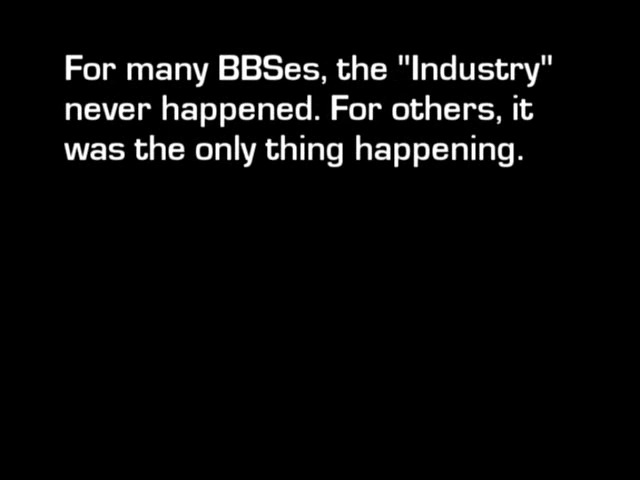 For many BBSes, the "Industry"
never happened. For others, it
was the only thing happening.